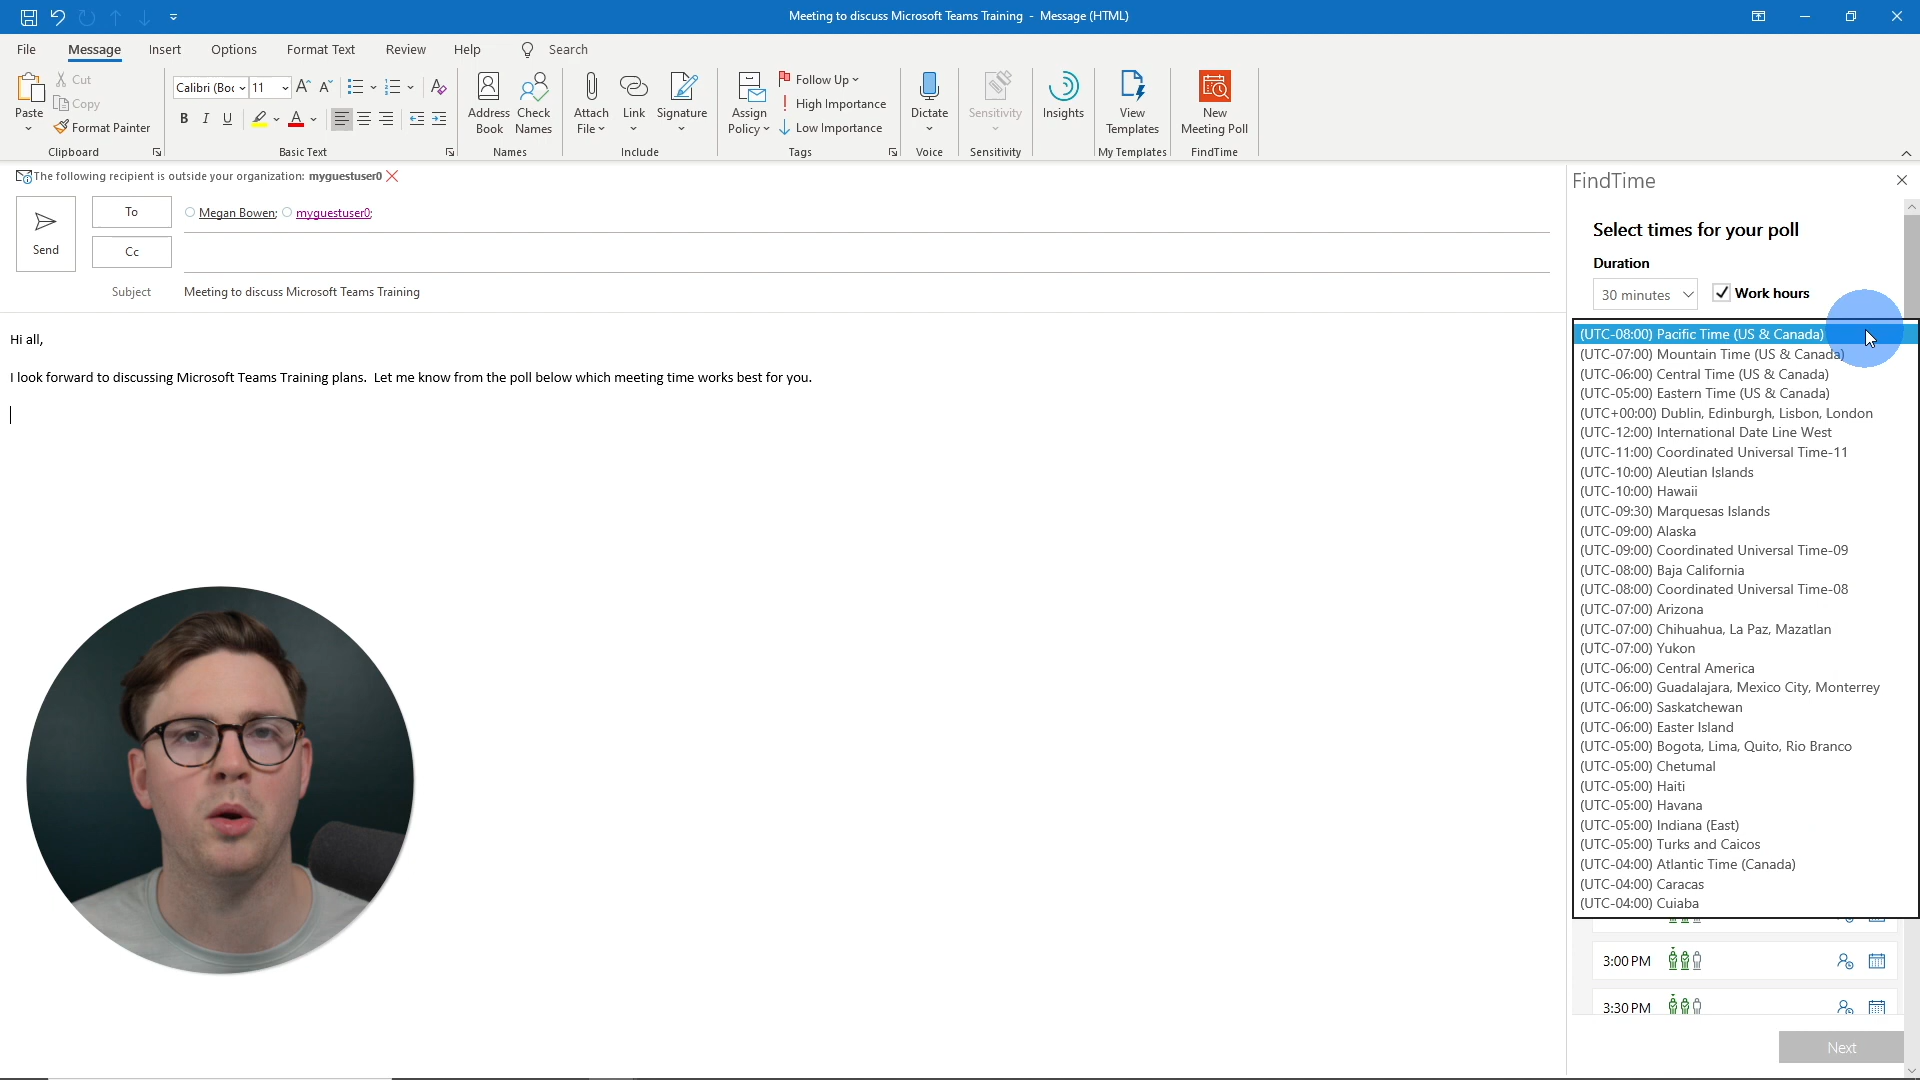 Meeting to discuss Microsoft Teams Training - Message (HTML)
File Message Insert Options Format Text Review Help Search
Paste
Cut
Copy
Format Painter
Clipboard
Calibri (Boc 11
B I U A
Basic Text
Address Book
Check Names
Names
Attach File
Link
Signature
Include
Assign Policy
Follow Up
High Importance
Low Importance
Tags
Dictate
Voice
Sensitivity
Sensitivity
Insights
View Templates
My Templates
New Meeting Poll
FindTime
The following recipient is outside your organization: myguestuser0
Send
To
Megan Bowen; myguestuser0;
Cc
Subject
Meeting to discuss Microsoft Teams Training
Hi all,
I look forward to discussing Microsoft Teams Training plans. Let me know from the poll below which meeting time works best for you.
FindTime
Select times for your poll
Duration
30 minutes
Work hours
(UTC-08:00) Pacific Time (US & Canada)
(UTC-07:00) Mountain Time (US & Canada)
(UTC-06:00) Central Time (US & Canada)
(UTC-05:00) Eastern Time (US & Canada)
(UTC+00:00) Dublin, Edinburgh, Lisbon, London
(UTC-12:00) International Date Line West
(UTC-11:00) Coordinated Universal Time-11
(UTC-10:00) Aleutian Islands
(UTC-10:00) Hawaii
(UTC-09:30) Marquesas Islands
(UTC-09:00) Alaska
(UTC-09:00) Coordinated Universal Time-09
(UTC-08:00) Baja California
(UTC-08:00) Coordinated Universal Time-08
(UTC-07:00) Arizona
(UTC-07:00) Chihuahua, La Paz, Mazatlan
(UTC-07:00) Yukon
(UTC-06:00) Central America
(UTC-06:00) Guadalajara, Mexico City, Monterrey
(UTC-06:00) Saskatchewan
(UTC-06:00) Easter Island
(UTC-05:00) Bogota, Lima, Quito, Rio Branco
(UTC-05:00) Chetumal
(UTC-05:00) Haiti
(UTC-05:00) Havana
(UTC-05:00) Indiana (East)
(UTC-05:00) Turks and Caicos
(UTC-04:00) Atlantic Time (Canada)
(UTC-04:00) Caracas
(UTC-04:00) Cuiaba
3:00 PM
3:30 PM
Next